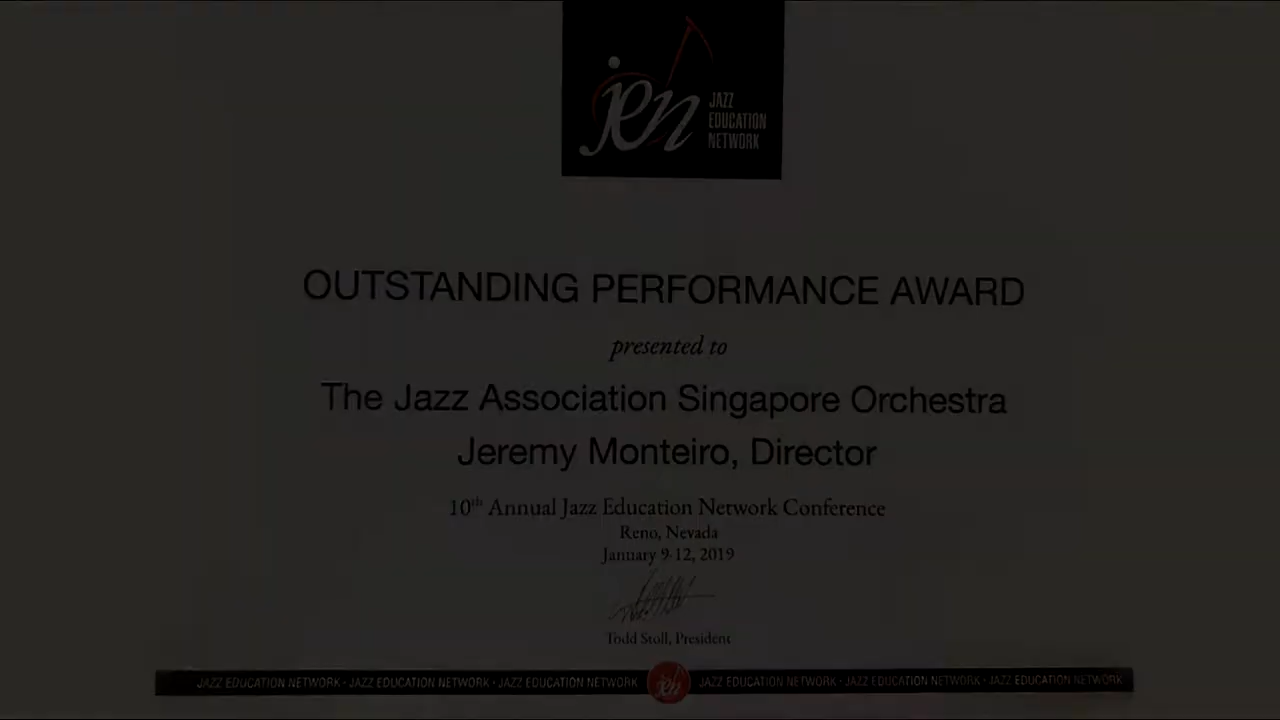 jen
JAZZ
EDUCATION
NETWORK
OUTSTANDING PERFORMANCE AWARD
presented to
The Jazz Association Singapore Orchestra
Jeremy Monteiro, Director
10th Annual Jazz Education Network Conference
Reno, Nevada
January 9-12, 2019
Todd Stoll, President
JAZZ EDUCATION NETWORK · JAZZ EDUCATION NETWORK · JAZZ EDUCATION NETWORK jen JAZZ EDUCATION NETWORK · JAZZ EDUCATION NETWORK · JAZZ EDUCATION NETWORK